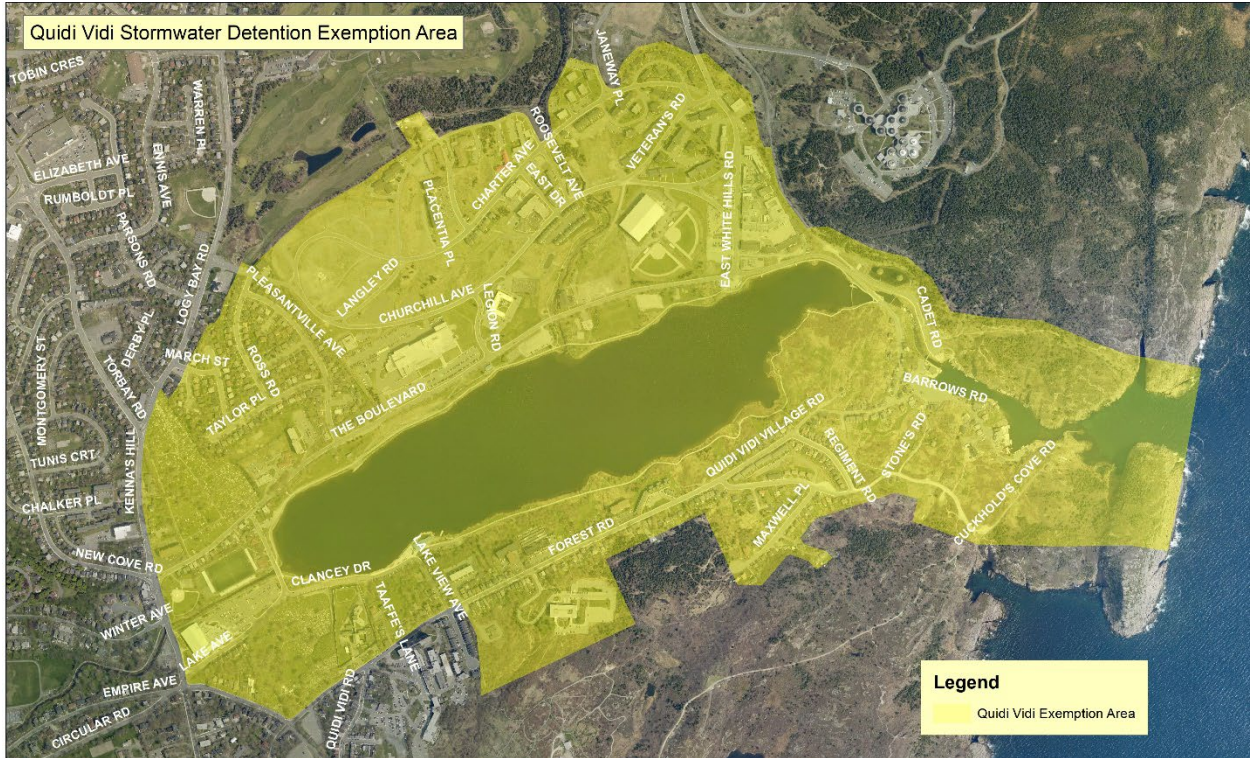 Quidi Vidi Stormwater Detention Exemption Area
TOBIN CRES
WARREN PL
JANEWAY PL
ELIZABETH AVE
ENNIS AVE
RUMBOLDT PL
ROOSEVELT AVE
VETERAN'S RD
CHARTER AVE
EAST DR
PARSONS RD
PLACENTIA PL
EAST WHITE HILLS RD
LOGY BAY RD
PLEASANTVILLE AVE
LANGLEY RD
CHURCHILL AVE
LEGION RD
CADET RD
DERBY PL
MONTGOMERY ST
MARCH ST
ROSS RD
TORBAY RD
TAYLOR PL
THE BOULEVARD
BARROWS RD
QUIDI VIDI VILLAGE RD
TUNIS CRT
KENNA'S HILL
REGIMENT RD
STONE'S RD
CUCKHOLD'S COVE RD
CHALKER PL
MAXWELL PL
FOREST RD
NEW COVE RD
CLANCEY DR
LAKE VIEW AVE
TAAFFE'S LANE
WINTER AVE
LAKE AVE
EMPIRE AVE
QUIDI VIDI RD
CIRCULAR RD
Legend
Quidi Vidi Exemption Area